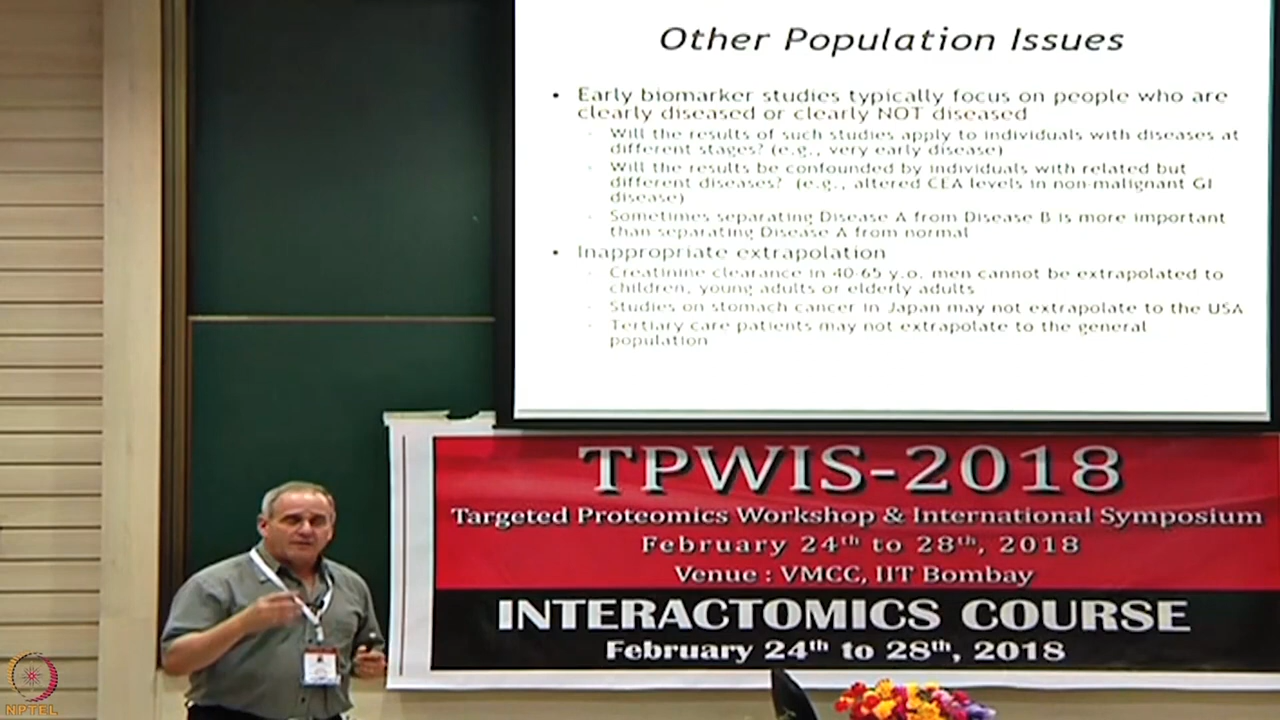 Other Population Issues
• Early biomarker studies typically focus on people who are
clearly diseased or clearly NOT diseased
- Will the results of such studies apply to individuals with diseases at
different stages? (e.g., very early disease)
- Will the results be confounded by individuals with related but
different diseases? (e.g., altered CEA levels in non-malignant GI
disease)
- Sometimes separating Disease A from Disease B is more important
than separating Disease A from normal
• Inappropriate extrapolation
- Creatinine clearance in 40-65 y.o. men cannot be extrapolated to
children, young adults or elderly adults
- Studies on stomach cancer in Japan may not extrapolate to the USA
- Tertiary care patients may not extrapolate to the general
population
TPWIS-2018
Targeted Proteomics Workshop & International Symposium
February 24th to 28th, 2018
Venue : VMCC, IIT Bombay
INTERACTOMICS COURSE
February 24th to 28th, 2018
NPTEL